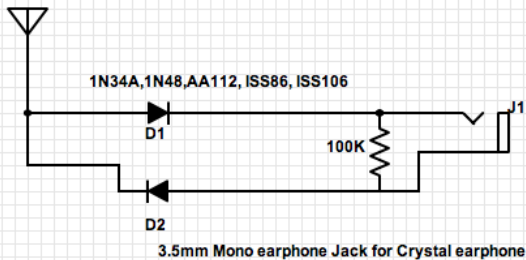 1N34A,1N48,AA112, ISS86, ISS106
J1
D1
100K
D2
3.5mm Mono earphone Jack for Crystal earphone